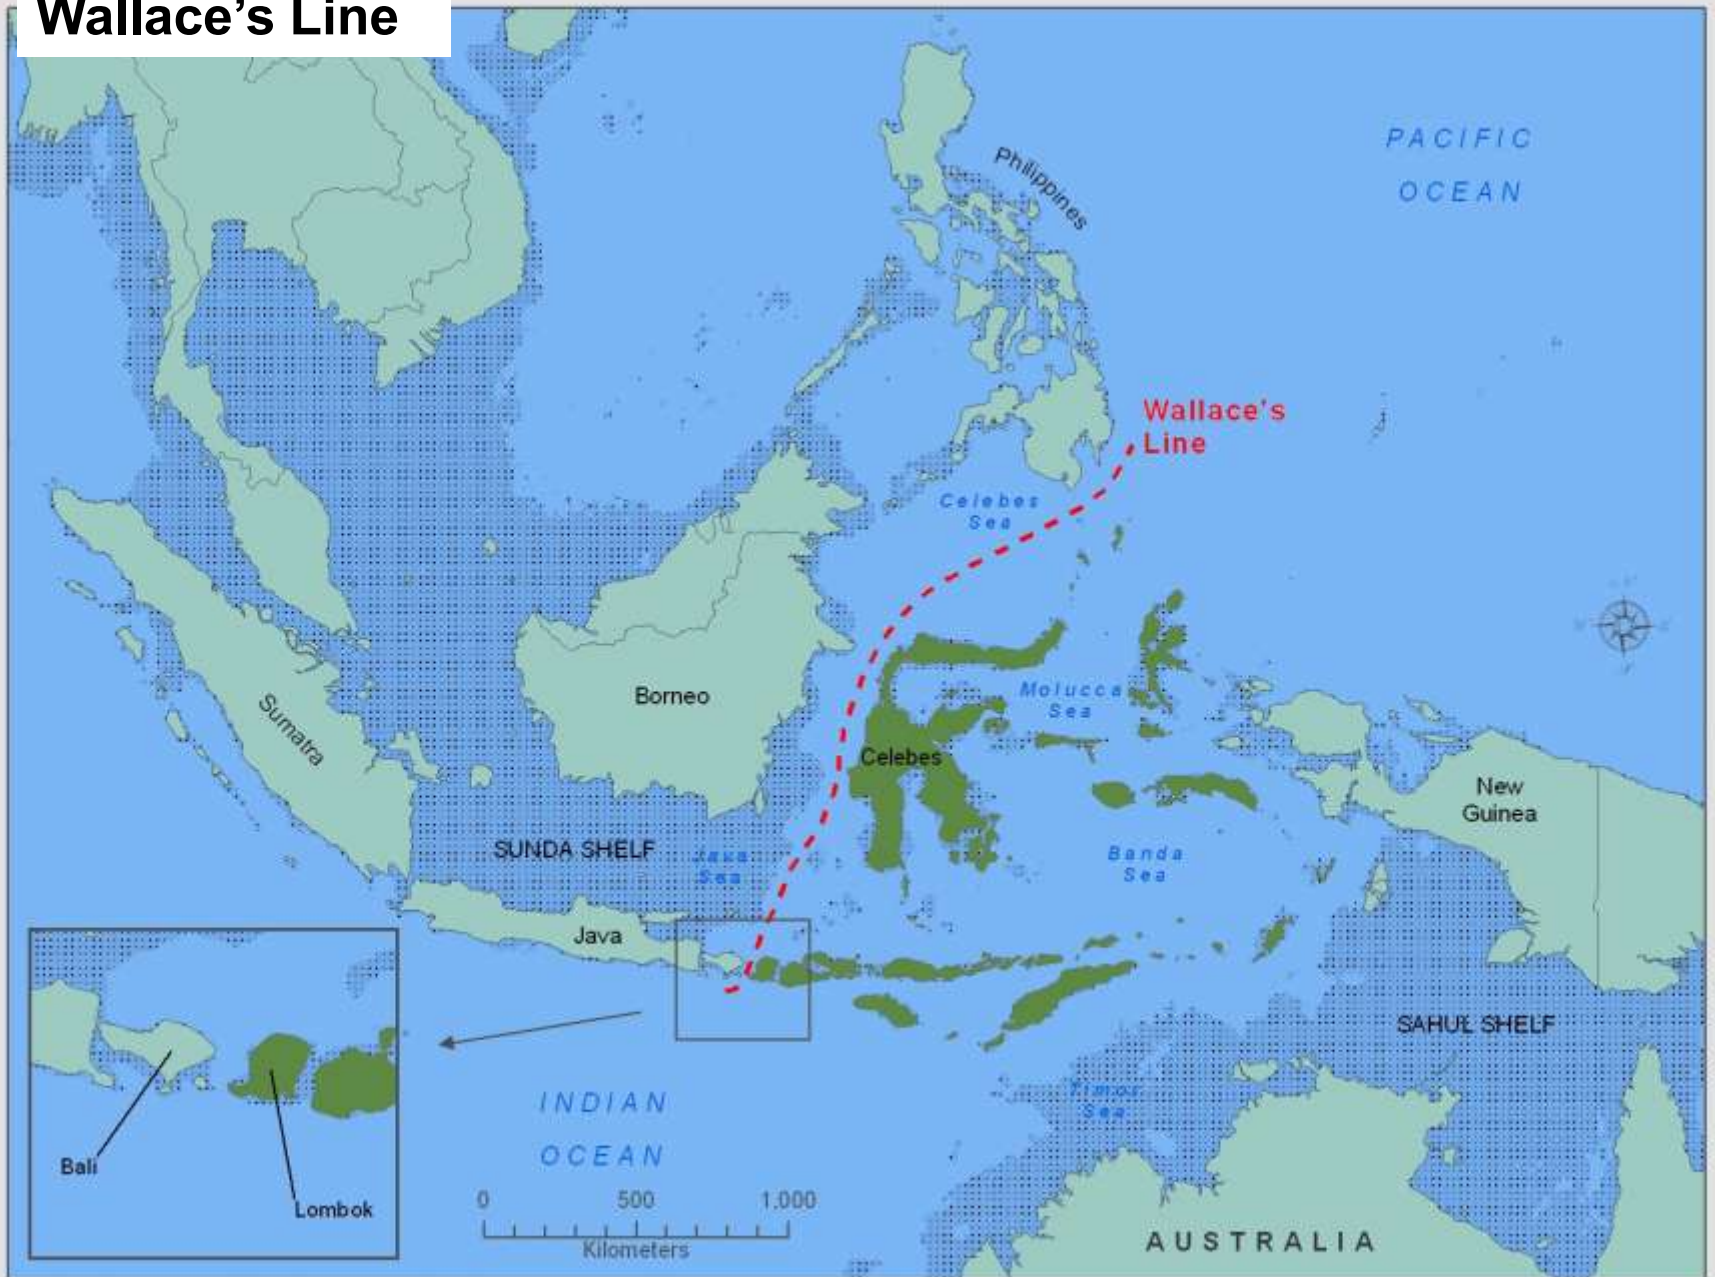 Wallace's Line
PACIFIC
OCEAN
Philippines
Wallace's
Line
Celebes
Sea
Borneo
Sumatra
Molucca
Sea
Celebes
New
Guinea
SUNDA SHELF
Java
Sea
Banda
Sea
Java
SAHUL SHELF
Timor
Sea
INDIAN
OCEAN
Bali
Lombok
0 500 1,000
Kilometers
AUSTRALIA